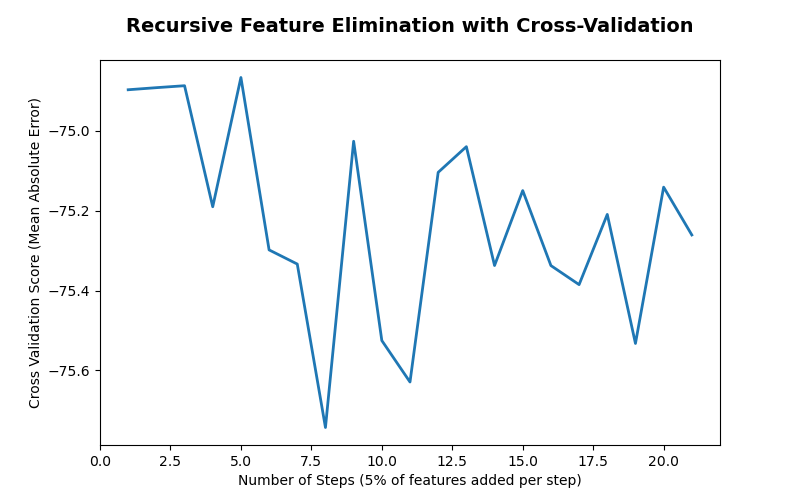 Recursive Feature Elimination with Cross-Validation
Cross Validation Score (Mean Absolute Error)
−75.0
−75.2
−75.4
−75.6
0.0 2.5 5.0 7.5 10.0 12.5 15.0 17.5 20.0
Number of Steps (5% of features added per step)